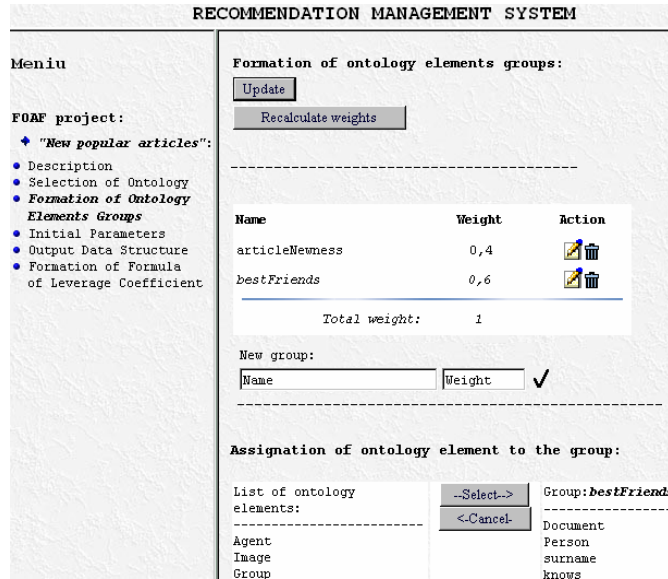 RECOMMENDATION MANAGEMENT SYSTEM
Meniu
FOAF project:
"New popular articles":
Description
Selection of Ontology
Formation of Ontology
Elements Groups
Initial Parameters
Output Data Structure
Formation of Formula
of Leverage Coefficient
Formation of ontology elements groups:
Update
Recalculate weights
Name Weight Action
articleNewness 0,4
bestFriends 0,6
Total weight: 1
New group:
Name Weight
Assignation of ontology element to the group:
List of ontology
elements:
Agent
Image
Group
--Select-->
<-Cancel-
Group:bestFriends
Document
Person
surname
knows